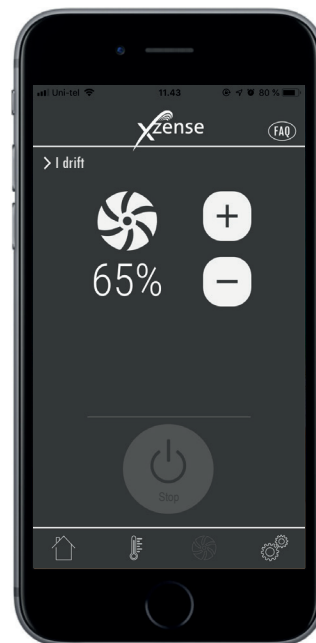 Uni-tel 11.43 80 %
Xzense
FAQ
> I drift
65%
+
−
Stop